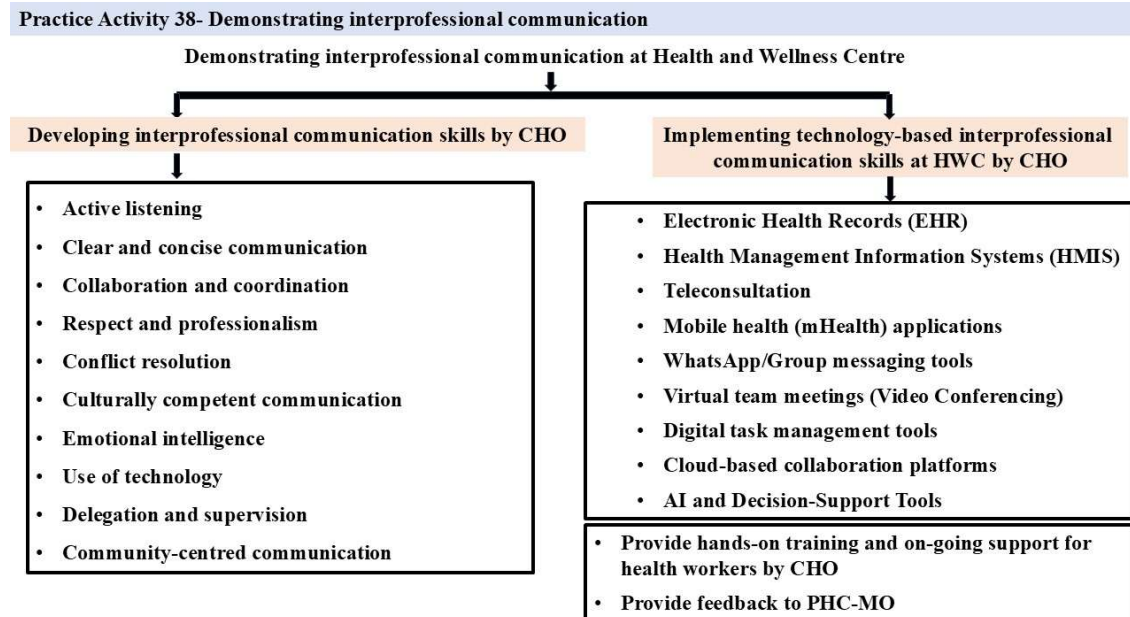 Practice Activity 38- Demonstrating interprofessional communication
Demonstrating interprofessional communication at Health and Wellness Centre
Developing interprofessional communication skills by CHO
• Active listening
• Clear and concise communication
• Collaboration and coordination
• Respect and professionalism
• Conflict resolution
• Culturally competent communication
• Emotional intelligence
• Use of technology
• Delegation and supervision
• Community-centred communication
Implementing technology-based interprofessional
communication skills at HWC by CHO
• Electronic Health Records (EHR)
• Health Management Information Systems (HMIS)
• Teleconsultation
• Mobile health (mHealth) applications
• WhatsApp/Group messaging tools
• Virtual team meetings (Video Conferencing)
• Digital task management tools
• Cloud-based collaboration platforms
• AI and Decision-Support Tools
• Provide hands-on training and on-going support for
health workers by CHO
• Provide feedback to PHC-MO